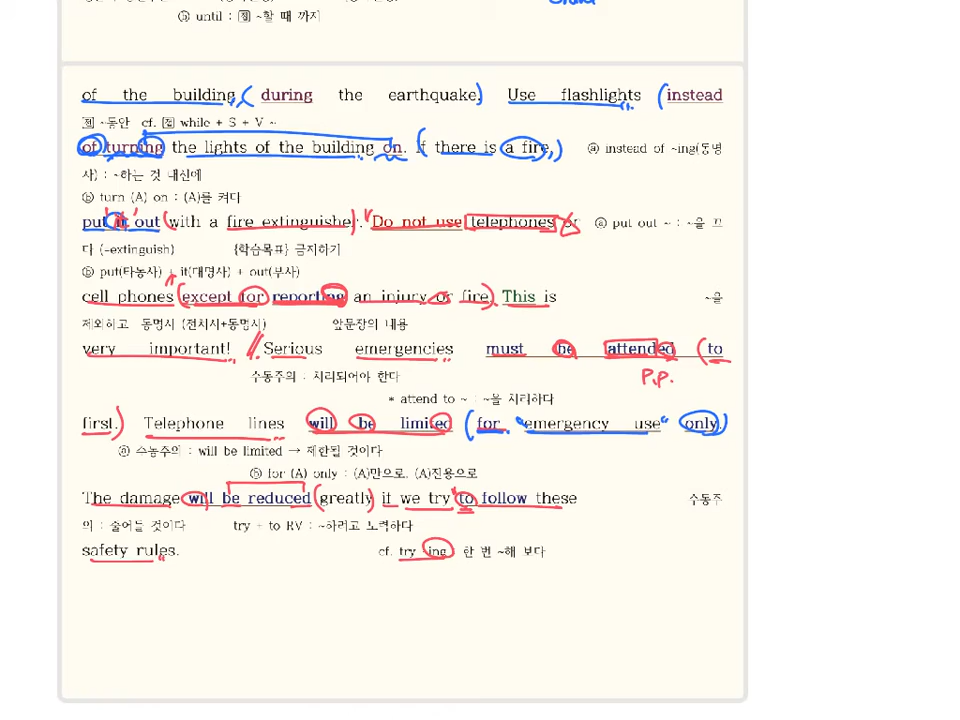 ⓑ until : 접 ~할 때 까지
of the building, (during the earthquake) Use flashlights (instead
전 ~동안 cf. 접 while + S + V ~
of turning the lights of the building on. If there is a fire, ⓐ instead of ~ing(동명
사) : ~하는 것 대신에
ⓑ turn (A) on : (A)를 켜다
put it out (with a fire extinguisher). Do not use telephones or ⓐ put out ~ : ~을 끄
다 (=extinguish) {학습목표} 금지하기
ⓑ put(타동사) + it(대명사) + out(부사)
cell phones (except for reporting an injury or fire). This is ~을
제외하고 동명사 (전치사+동명사) 앞문장의 내용
very important! // Serious emergencies must be attended (to
P.P.
수동주의 : 처리되어야 한다
* attend to ~ : ~을 처리하다
first.) Telephone lines will be limited (for "emergency use" only.)
ⓐ 수동주의 : will be limited → 제한될 것이다
ⓑ for (A) only : (A)만으로, (A)전용으로
The damage will be reduced (greatly) if we try to follow these 수동주
의 : 줄어들 것이다 try + to RV : ~하려고 노력하다
safety rules. cf. try ~ing 한 번 ~해 보다